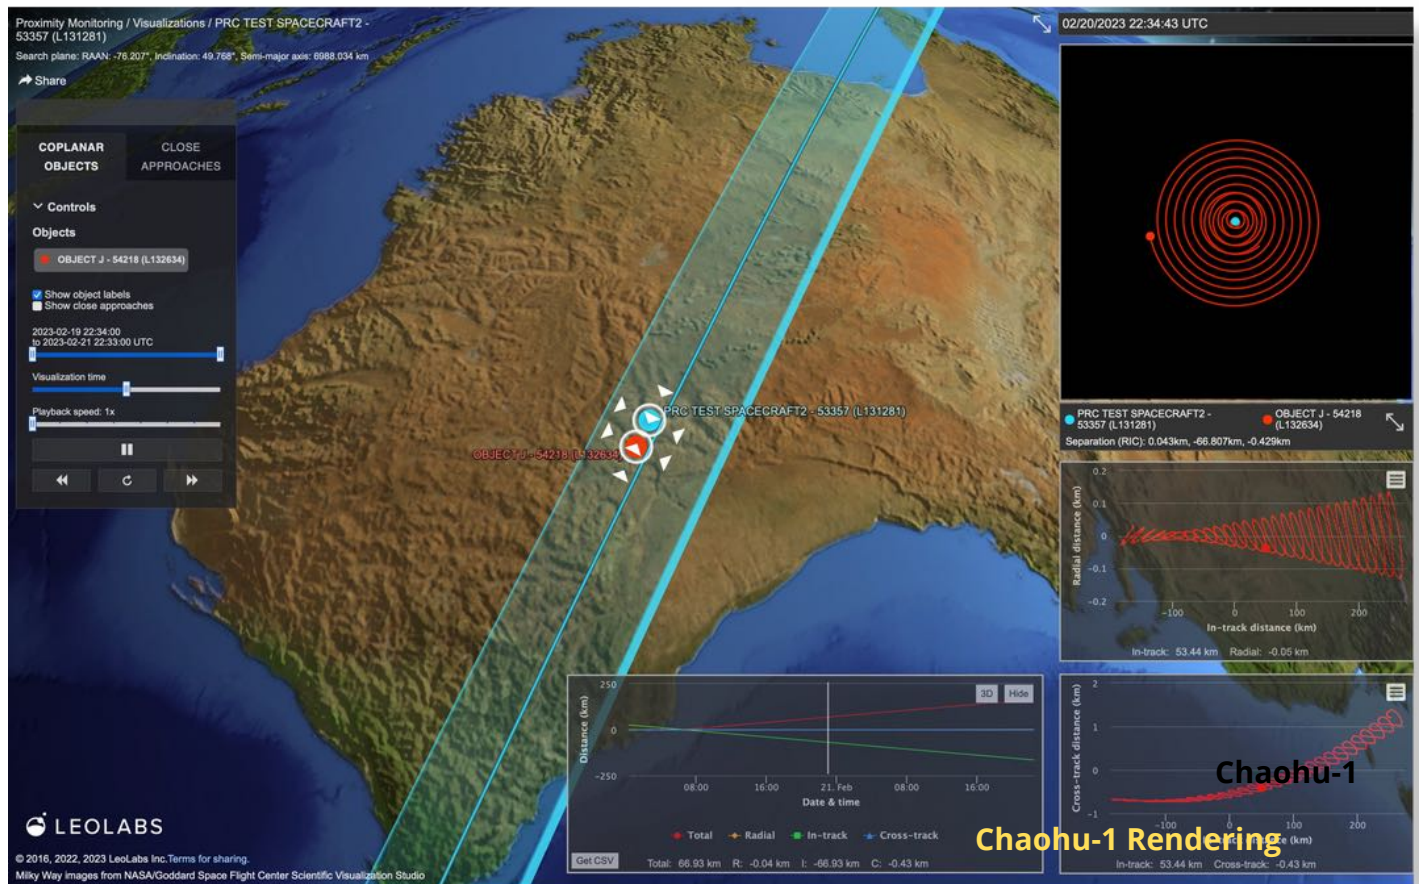 Proximity Monitoring / Visualizations / PRC TEST SPACECRAFT2 -
53357 (L131281)
Search plane: RAAN: -76.207°, Inclination: 49.768°, Semi-major axis: 6988.034 km
Share
COPLANAR
OBJECTS
CLOSE
APPROACHES
Controls
Objects
OBJECT J - 54218 (L132634)
Show object labels
Show close approaches
2023-02-19 22:34:00
to 2023-02-21 22:33:00 UTC
Visualization time
Playback speed: 1x
PRC TEST SPACECRAFT2 - 53357 (L131281)
OBJECT J - 54218 (L132634)
02/20/2023 22:34:43 UTC
PRC TEST SPACECRAFT2 -
53357 (L131281)
OBJECT J - 54218
(L132634)
Separation (RIC): 0.043km, -66.807km, -0.429km
0.2
0.1
0
-0.1
-0.2
Radial distance (km)
-100 0 100 200
In-track distance (km)
In-track: 53.44 km Radial: -0.05 km
2
1
0
-1
Cross-track distance (km)
Chaohu-1
-100 0 100 200
Chaohu-1 Rendering
In-track: 53.44 km Cross-track: -0.43 km
3D Hide
250
0
-250
Distance (km)
08:00 16:00 21. Feb 08:00 16:00
Date & time
Total Radial In-track Cross-track
Get CSV
Total: 66.93 km R: -0.04 km I: -66.93 km C: -0.43 km
LEOLABS
© 2016, 2022, 2023 LeoLabs Inc.Terms for sharing.
Milky Way images from NASA/Goddard Space Flight Center Scientific Visualization Studio